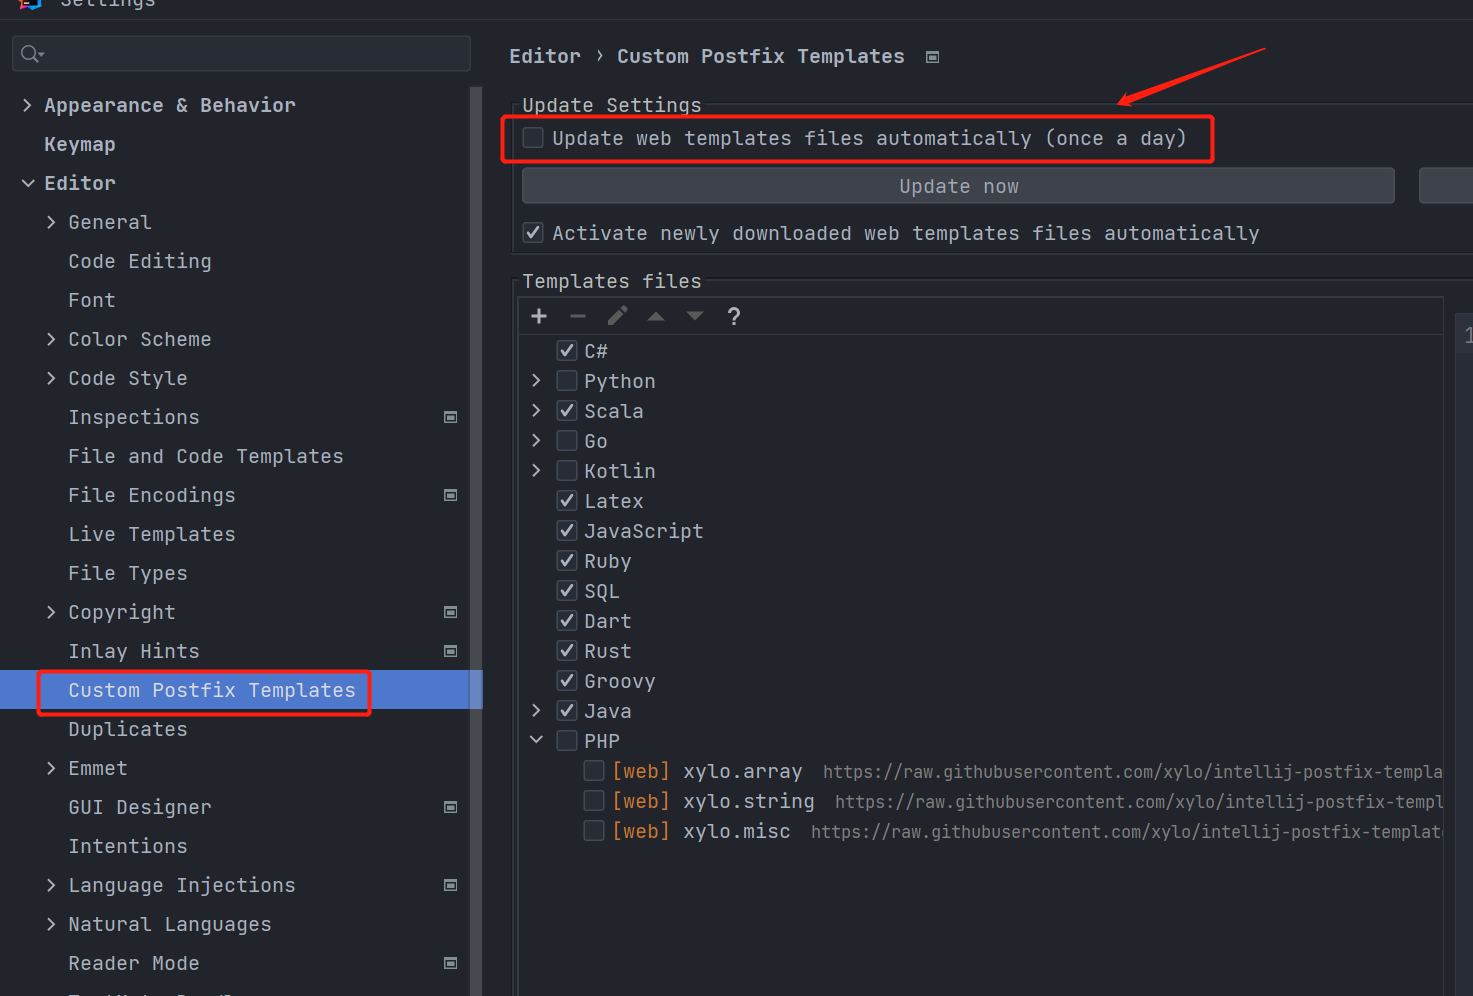 Settings
Appearance & Behavior
Keymap
Editor
General
Code Editing
Font
Color Scheme
Code Style
Inspections
File and Code Templates
File Encodings
Live Templates
File Types
Copyright
Inlay Hints
Custom Postfix Templates
Duplicates
Emmet
GUI Designer
Intentions
Language Injections
Natural Languages
Reader Mode
Editor › Custom Postfix Templates
Update Settings
Update web templates files automatically (once a day)
Update now
Activate newly downloaded web templates files automatically
Templates files
?
C#
Python
Scala
Go
Kotlin
Latex
JavaScript
Ruby
SQL
Dart
Rust
Groovy
Java
PHP
[web] xylo.array https://raw.githubusercontent.com/xylo/intellij-postfix-templa
[web] xylo.string https://raw.githubusercontent.com/xylo/intellij-postfix-templ
[web] xylo.misc https://raw.githubusercontent.com/xylo/intellij-postfix-templat
1